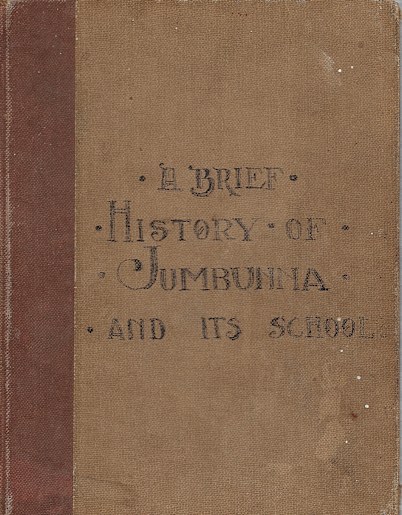 · A BRIEF ·
· HISTORY · OF ·
· JUMBUNNA ·
· AND ITS SCHOOL